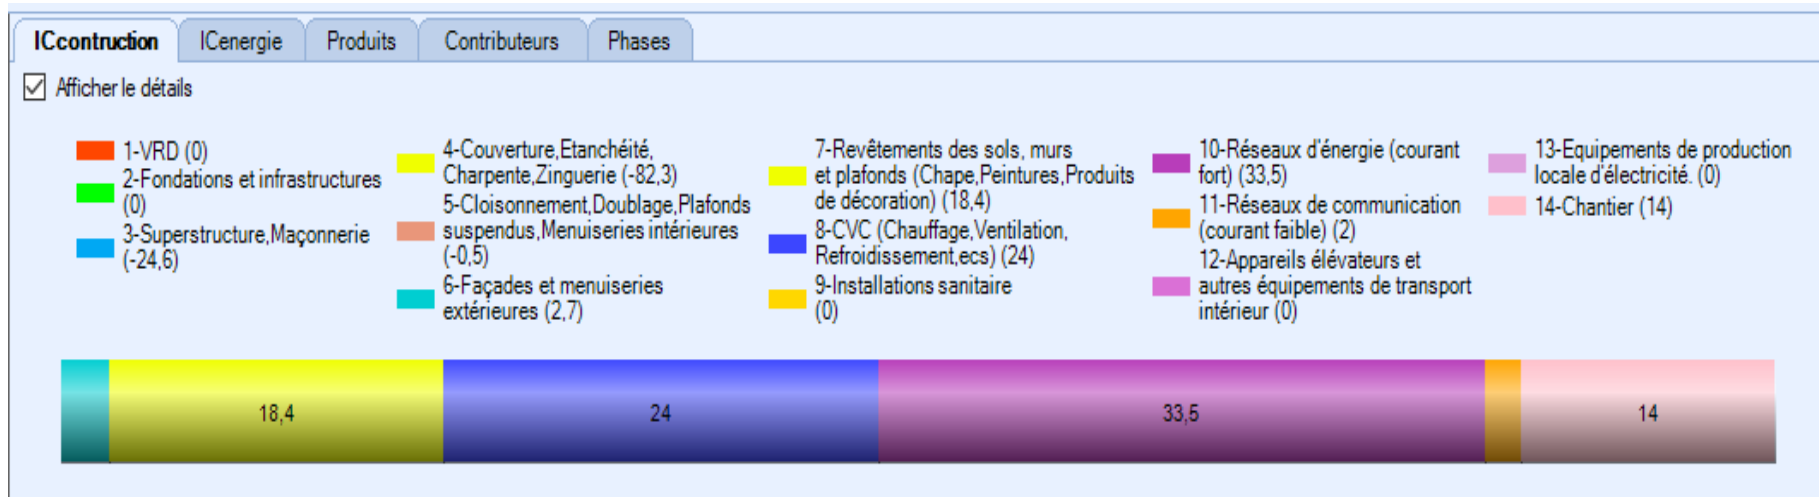 ICcontruction ICenergie Produits Contributeurs Phases
Afficher le détails
1-VRD (0)
2-Fondations et infrastructures
(0)
3-Superstructure,Maçonnerie
(-24,6)
4-Couverture,Etanchéité,
Charpente,Zinguerie (-82,3)
5-Cloisonnement,Doublage,Plafonds
suspendus,Menuiseries intérieures
(-0,5)
6-Façades et menuiseries
extérieures (2,7)
7-Revêtements des sols, murs
et plafonds (Chape,Peintures,Produits
de décoration) (18,4)
8-CVC (Chauffage,Ventilation,
Refroidissement,ecs) (24)
9-Installations sanitaire
(0)
10-Réseaux d'énergie (courant
fort) (33,5)
11-Réseaux de communication
(courant faible) (2)
12-Appareils élévateurs et
autres équipements de transport
intérieur (0)
13-Equipements de production
locale d'électricité. (0)
14-Chantier (14)
18,4 24 33,5 14